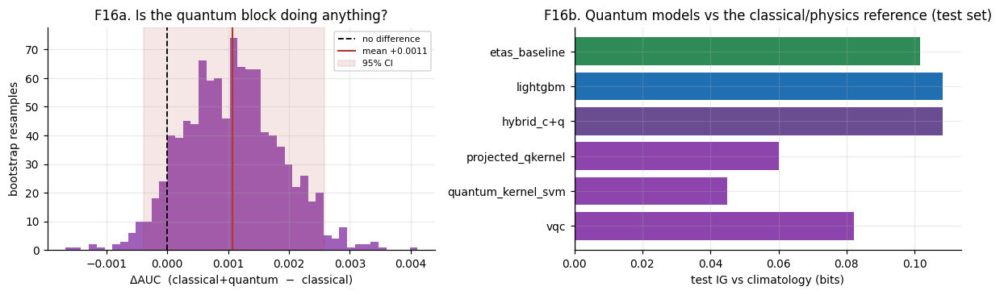 F16a. Is the quantum block doing anything?
no difference
mean +0.0011
95% CI
70
60
50
40
30
20
10
0
bootstrap resamples
−0.001
0.000
0.001
0.002
0.003
0.004
ΔAUC (classical+quantum − classical)
F16b. Quantum models vs the classical/physics reference (test set)
etas_baseline
lightgbm
hybrid_c+q
projected_qkernel
quantum_kernel_svm
vqc
0.00
0.02
0.04
0.06
0.08
0.10
test IG vs climatology (bits)